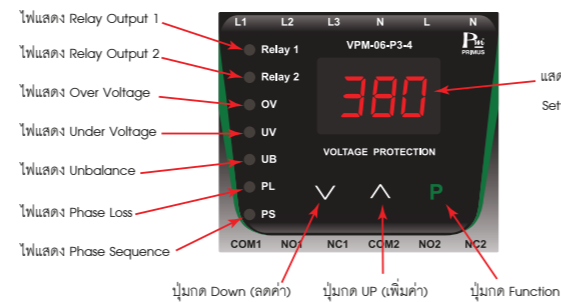 L1 L2 L3 N L N
ไฟแสดง Relay Output 1
Relay 1 VPM-06-P3-4
PRIMUS
ไฟแสดง Relay Output 2
Relay 2
380
ไฟแสดง Over Voltage
OV
Set
ไฟแสดง Under Voltage
UV
VOLTAGE PROTECTION
ไฟแสดง Unbalance
UB
PL
P
ไฟแสดง Phase Loss
PS
ไฟแสดง Phase Sequence
COM1 NO1 NC1 COM2 NO2 NC2
ปุ่มกด Down (ลดค่า) ปุ่มกด UP (เพิ่มค่า) ปุ่มกด Function